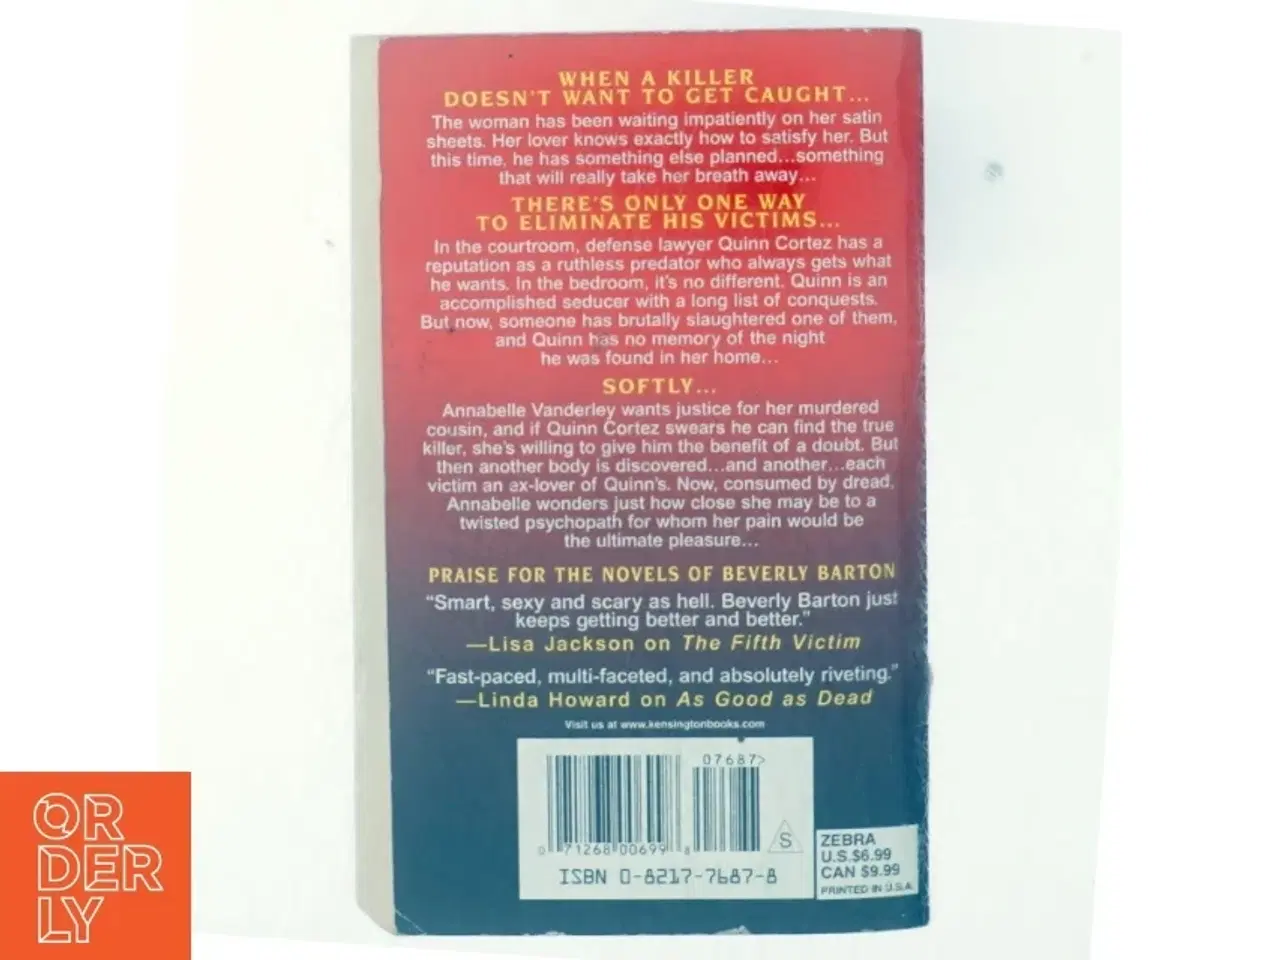 WHEN A KILLER
DOESN'T WANT TO GET CAUGHT...
The woman has been waiting impatiently on her satin
sheets. Her lover knows exactly how to satisfy her. But
this time, he has something else planned...something
that will really take her breath away...
THERE'S ONLY ONE WAY
TO ELIMINATE HIS VICTIMS...
In the courtroom, defense lawyer Quinn Cortez has a
reputation as a ruthless predator who always gets what
he wants. In the bedroom, it's no different. Quinn is an
accomplished seducer with a long list of conquests.
But now, someone has brutally slaughtered one of them,
and Quinn has no memory of the night
he was found in her home...
SOFTLY...
Annabelle Vanderley wants justice for her murdered
cousin, and if Quinn Cortez swears he can find the true
killer, she's willing to give him the benefit of a doubt. But
then another body is discovered...and another...each
victim an ex-lover of Quinn's. Now, consumed by dread,
Annabelle wonders just how close she may be to a
twisted psychopath for whom her pain would be
the ultimate pleasure...
PRAISE FOR THE NOVELS OF BEVERLY BARTON
"Smart, sexy and scary as hell. Beverly Barton just
keeps getting better and better."
—Lisa Jackson on The Fifth Victim
"Fast-paced, multi-faceted, and absolutely riveting."
—Linda Howard on As Good as Dead
Visit us at www.kensingtonbooks.com
07687>
0 71268 00699 8
S
ISBN 0-8217-7687-8
ZEBRA
U.S.$6.99
CAN $9.99
PRINTED IN U.S.A.
OR
DER
LY